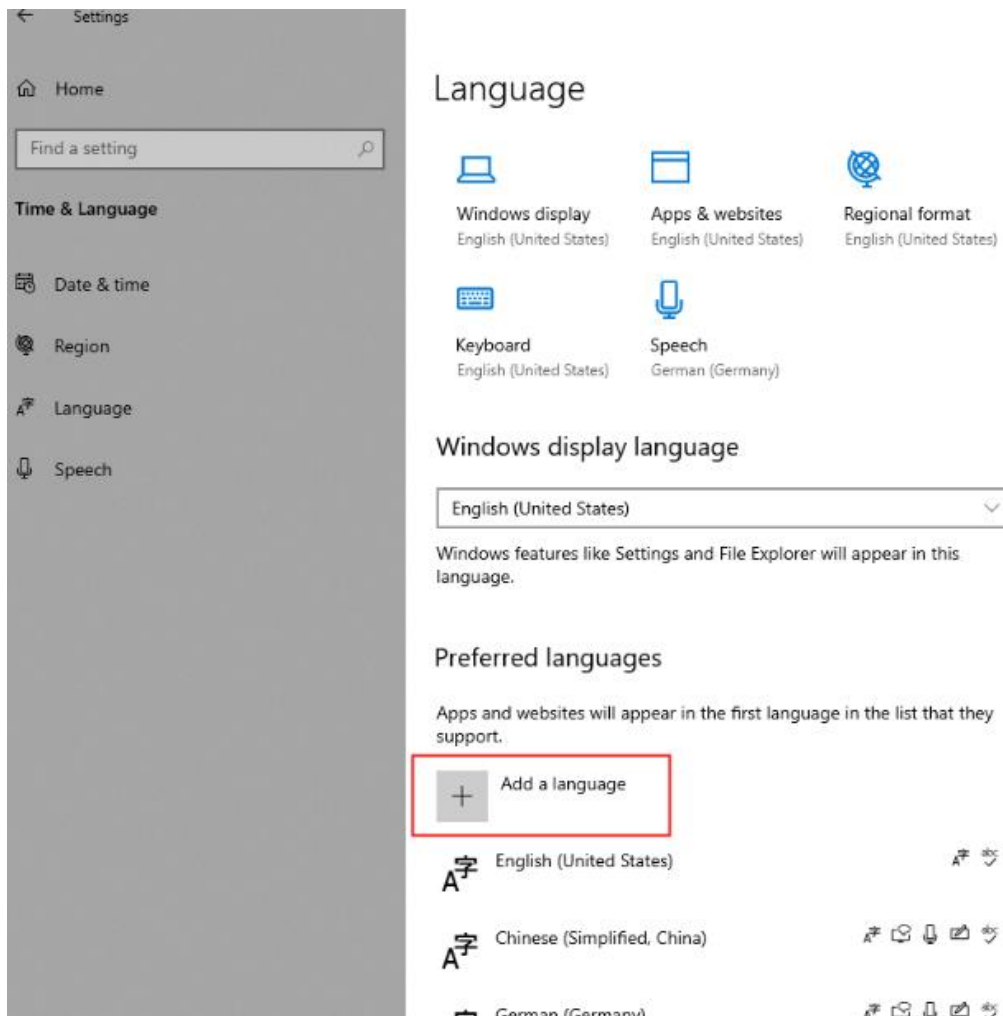 Settings
Home
Find a setting
Time & Language
Date & time
Region
Language
Speech
Language
Windows display
English (United States)
Apps & websites
English (United States)
Regional format
English (United States)
Keyboard
English (United States)
Speech
German (Germany)
Windows display language
English (United States)
Windows features like Settings and File Explorer will appear in this
language.
Preferred languages
Apps and websites will appear in the first language in the list that they
support.
Add a language
English (United States)
Chinese (Simplified, China)
German (Germany)